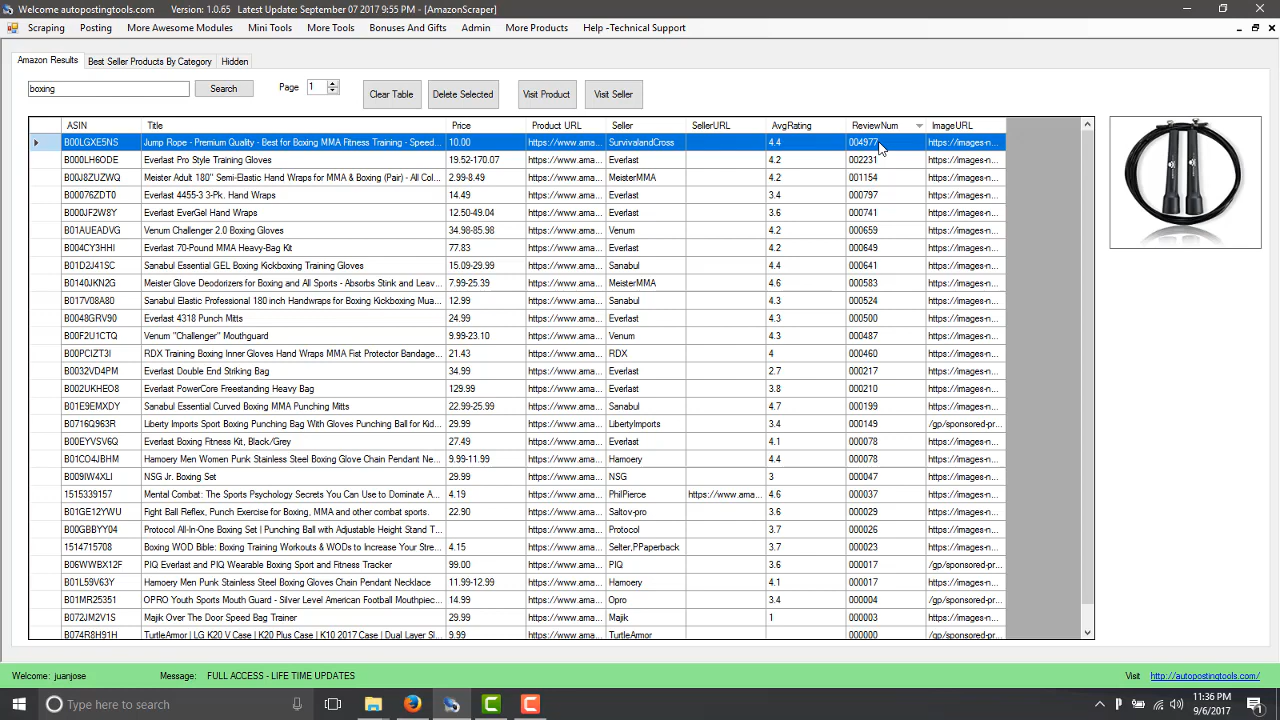 Welcome autopostingtools.com Version: 1.0.65 Latest Update: September 07 2017 9:55 PM - [AmazonScraper]
Scraping Posting More Awesome Modules Mini Tools More Tools Bonuses And Gifts Admin More Products Help -Technical Support
Amazon Results Best Seller Products By Category Hidden
boxing Search Page 1 Clear Table Delete Selected Visit Product Visit Seller
ASIN Title Price Product URL Seller SellerURL AvgRating ReviewNum ImageURL
B00LGXE5NS Jump Rope - Premium Quality - Best for Boxing MMA Fitness Training - Speed... 10.00 https://www.ama... SurvivalandCross 4.4 004977 https://images-n...
B000LH6ODE Everlast Pro Style Training Gloves 19.52-170.07 https://www.ama... Everlast 4.2 002231 https://images-n...
B00J8ZUZWQ Meister Adult 180" Semi-Elastic Hand Wraps for MMA & Boxing (Pair) - All Col... 2.99-8.49 https://www.ama... MeisterMMA 4.2 001154 https://images-n...
B00076ZDT0 Everlast 4455-3 3-Pk. Hand Wraps 14.50 https://www.ama... Everlast 3.4 000797 https://images-n...
B000JF2W8Y Everlast EverGel Hand Wraps 12.50-49.04 https://www.ama... Everlast 3.6 000741 https://images-n...
B01AUEADVG Venum Challenger 2.0 Boxing Gloves 34.98-85.98 https://www.ama... Venum 4.2 000659 https://images-n...
B004CY3HHI Everlast 70-Pound MMA Heavy-Bag Kit 77.83 https://www.ama... Everlast 4.2 000649 https://images-n...
B01D2J41SC Sanabul Essential GEL Boxing Kickboxing Training Gloves 15.09-29.99 https://www.ama... Sanabul 4.4 000641 https://images-n...
B0140JKN2G Meister Glove Deodorizers for Boxing and All Sports - Absorbs Stink and Leav... 7.99-25.39 https://www.ama... MeisterMMA 4.6 000583 https://images-n...
B017V08A80 Sanabul Elastic Professional 180 inch Handwraps for Boxing Kickboxing Mua... 12.99 https://www.ama... Sanabul 4.3 000524 https://images-n...
B0048GRV90 Everlast 4318 Punch Mitts 24.99 https://www.ama... Everlast 4.3 000500 https://images-n...
B00F2U1CTQ Venum "Challenger" Mouthguard 9.99-23.10 https://www.ama... Venum 4.3 000487 https://images-n...
B00PCIZT3I RDX Training Boxing Inner Gloves Hand Wraps MMA Fist Protector Bandage... 21.43 https://www.ama... RDX 4 000460 https://images-n...
B0032VD4PM Everlast Double End Striking Bag 34.99 https://www.ama... Everlast 2.7 000217 https://images-n...
B002UKHEO8 Everlast PowerCore Freestanding Heavy Bag 129.99 https://www.ama... Everlast 3.8 000210 https://images-n...
B01E9EMXDY Sanabul Essential Curved Boxing MMA Punching Mitts 22.99-25.99 https://www.ama... Sanabul 4.7 000199 https://images-n...
B0716Q963R Liberty Imports Sport Boxing Punching Bag With Gloves Punching Ball for Kid... 29.99 https://www.ama... LibertyImports 3.4 000149 /gp/sponsored-pr...
B00EYVSV6Q Everlast Boxing Fitness Kit, Black/Grey 27.49 https://www.ama... Everlast 4.1 000078 https://images-n...
B01CO4JBHM Hamoery Men Women Punk Stainless Steel Boxing Glove Chain Pendant Ne... 9.99-11.99 https://www.ama... Hamoery 4.4 000078 https://images-n...
B009IW4XLI NSG Jr. Boxing Set 29.99 https://www.ama... NSG 3 000047 https://images-n...
1515339157 Mental Combat: The Sports Psychology Secrets You Can Use to Dominate A... 4.19 https://www.ama... PhilPierce https://www.ama... 4.6 000037 https://images-n...
B01GE12YWU Fight Ball Reflex, Punch Exercise for Boxing, MMA and other combat sports. 22.90 https://www.ama... Saltov-pro 3.6 000029 https://images-n...
B00GBBYY04 Protocol All-In-One Boxing Set | Punching Ball with Adjustable Height Stand T... https://www.ama... Protocol 3.7 000026 https://images-n...
1514715708 Boxing WOD Bible: Boxing Training Workouts & WODs to Increase Your Stre... 4.15 https://www.ama... Selter,PPaperback 3.7 000023 https://images-n...
B06WWBX12F PIQ Everlast and PIQ Wearable Boxing Sport and Fitness Tracker 99.00 https://www.ama... PIQ 3.6 000017 /gp/sponsored-pr...
B01L59V63Y Hamoery Men Punk Stainless Steel Boxing Gloves Chain Pendant Necklace 11.99-12.99 https://www.ama... Hamoery 4.1 000017 https://images-n...
B01MR25351 OPRO Youth Sports Mouth Guard - Silver Level American Football Mouthpiec... 14.99 https://www.ama... Opro 3.4 000004 /gp/sponsored-pr...
B072JM2V1S Majik Over The Door Speed Bag Trainer 29.99 https://www.ama... Majik 1 000003 https://images-n...
B074R8H91H TurtleArmor | LG K20 V Case | K20 Plus Case | K10 2017 Case | Dual Layer Sl... 9.99 https://www.ama... TurtleArmor 000000 /gp/sponsored-pr...
Welcome: juanjose Message: FULL ACCESS - LIFE TIME UPDATES Visit https://autopostingtools.com/
Type here to search 11:36 PM
9/6/2017